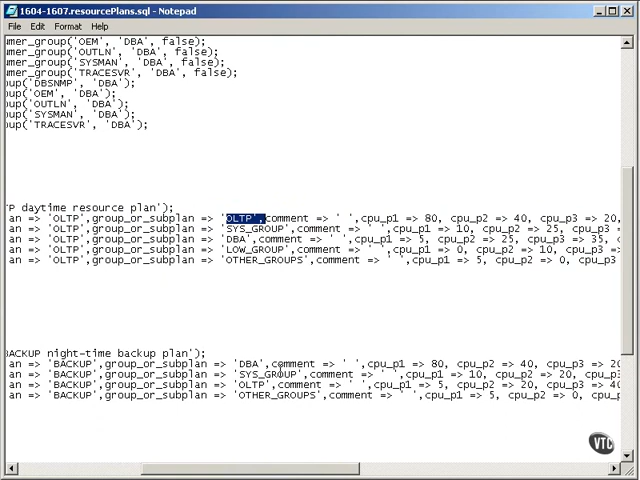 1604-1607.resourcePlans.sql - Notepad
File Edit Format Help
umer_group('OEM', 'DBA', false);
umer_group('OUTLN', 'DBA', false);
umer_group('SYSMAN', 'DBA', false);
umer_group('TRACESVR', 'DBA', false);
oup('DBSNMP', 'DBA');
oup('OEM', 'DBA');
oup('OUTLN', 'DBA');
oup('SYSMAN', 'DBA');
oup('TRACESVR', 'DBA');
TP daytime resource plan');
an => 'OLTP',group_or_subplan => 'OLTP',comment => ' ',cpu_p1 => 80, cpu_p2 => 40, cpu_p3 => 20,
an => 'OLTP',group_or_subplan => 'SYS_GROUP',comment => ' ',cpu_p1 => 10, cpu_p2 => 25, cpu_p3 =
an => 'OLTP',group_or_subplan => 'DBA',comment => ' ',cpu_p1 => 5, cpu_p2 => 25, cpu_p3 => 35,
an => 'OLTP',group_or_subplan => 'LOW_GROUP',comment => ' ',cpu_p1 => 0, cpu_p2 => 10, cpu_p3 =>
an => 'OLTP',group_or_subplan => 'OTHER_GROUPS',comment => ' ',cpu_p1 => 5, cpu_p2 => 0, cpu_p3
BACKUP night-time backup plan');
an => 'BACKUP',group_or_subplan => 'DBA',comment => ' ',cpu_p1 => 80, cpu_p2 => 40, cpu_p3 => 20
an => 'BACKUP',group_or_subplan => 'SYS_GROUP',comment => ' ',cpu_p1 => 10, cpu_p2 => 20, cpu_p3
an => 'BACKUP',group_or_subplan => 'OLTP',comment => ' ',cpu_p1 => 5, cpu_p2 => 20, cpu_p3 => 40
an => 'BACKUP',group_or_subplan => 'OTHER_GROUPS',comment => ' ',cpu_p1 => 5, cpu_p2 => 0, cpu_p
VTC